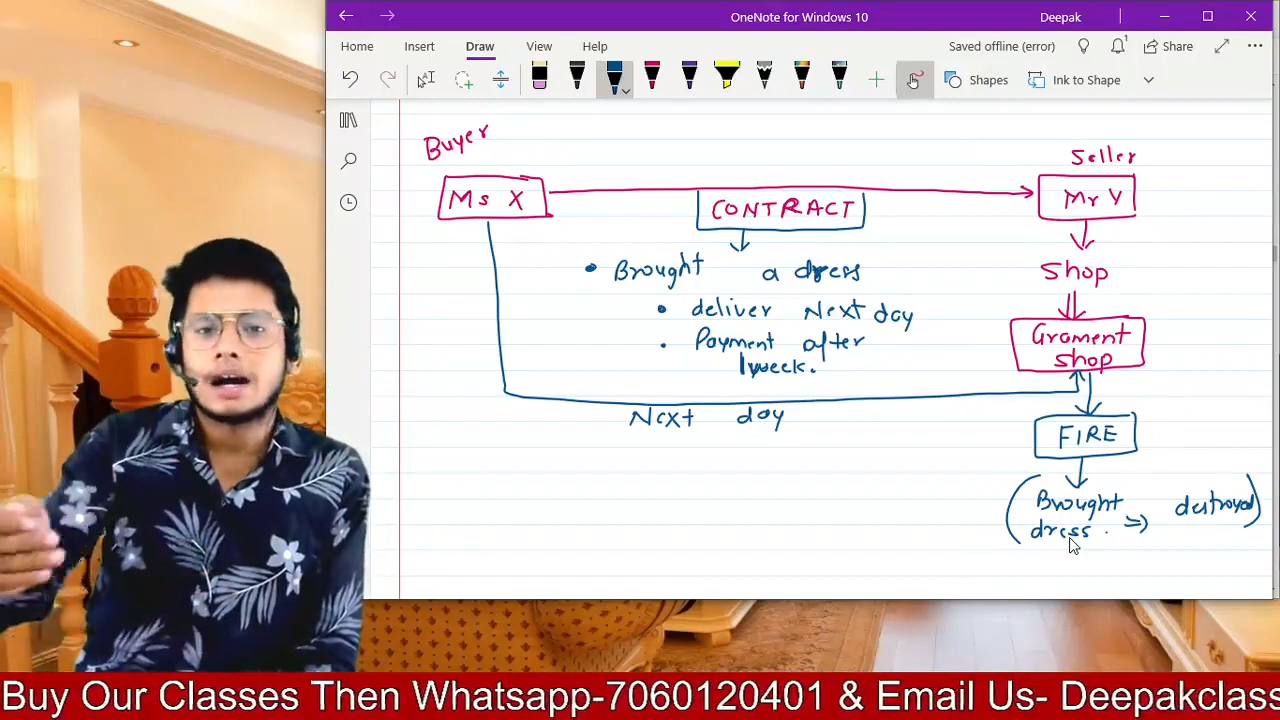 OneNote for Windows 10
Deepak
Home Insert Draw View Help
Saved offline (error)
1
Share
Shapes
Ink to Shape
Buyer
Seller
Ms X
Mr Y
CONTRACT
Brought a dress
Shop
deliver Next day
Payment after
1week.
Grament
shop
Next day
FIRE
Brought
dress
destroyed
Buy Our Classes Then Whatsapp-7060120401 & Email Us- Deepakclass